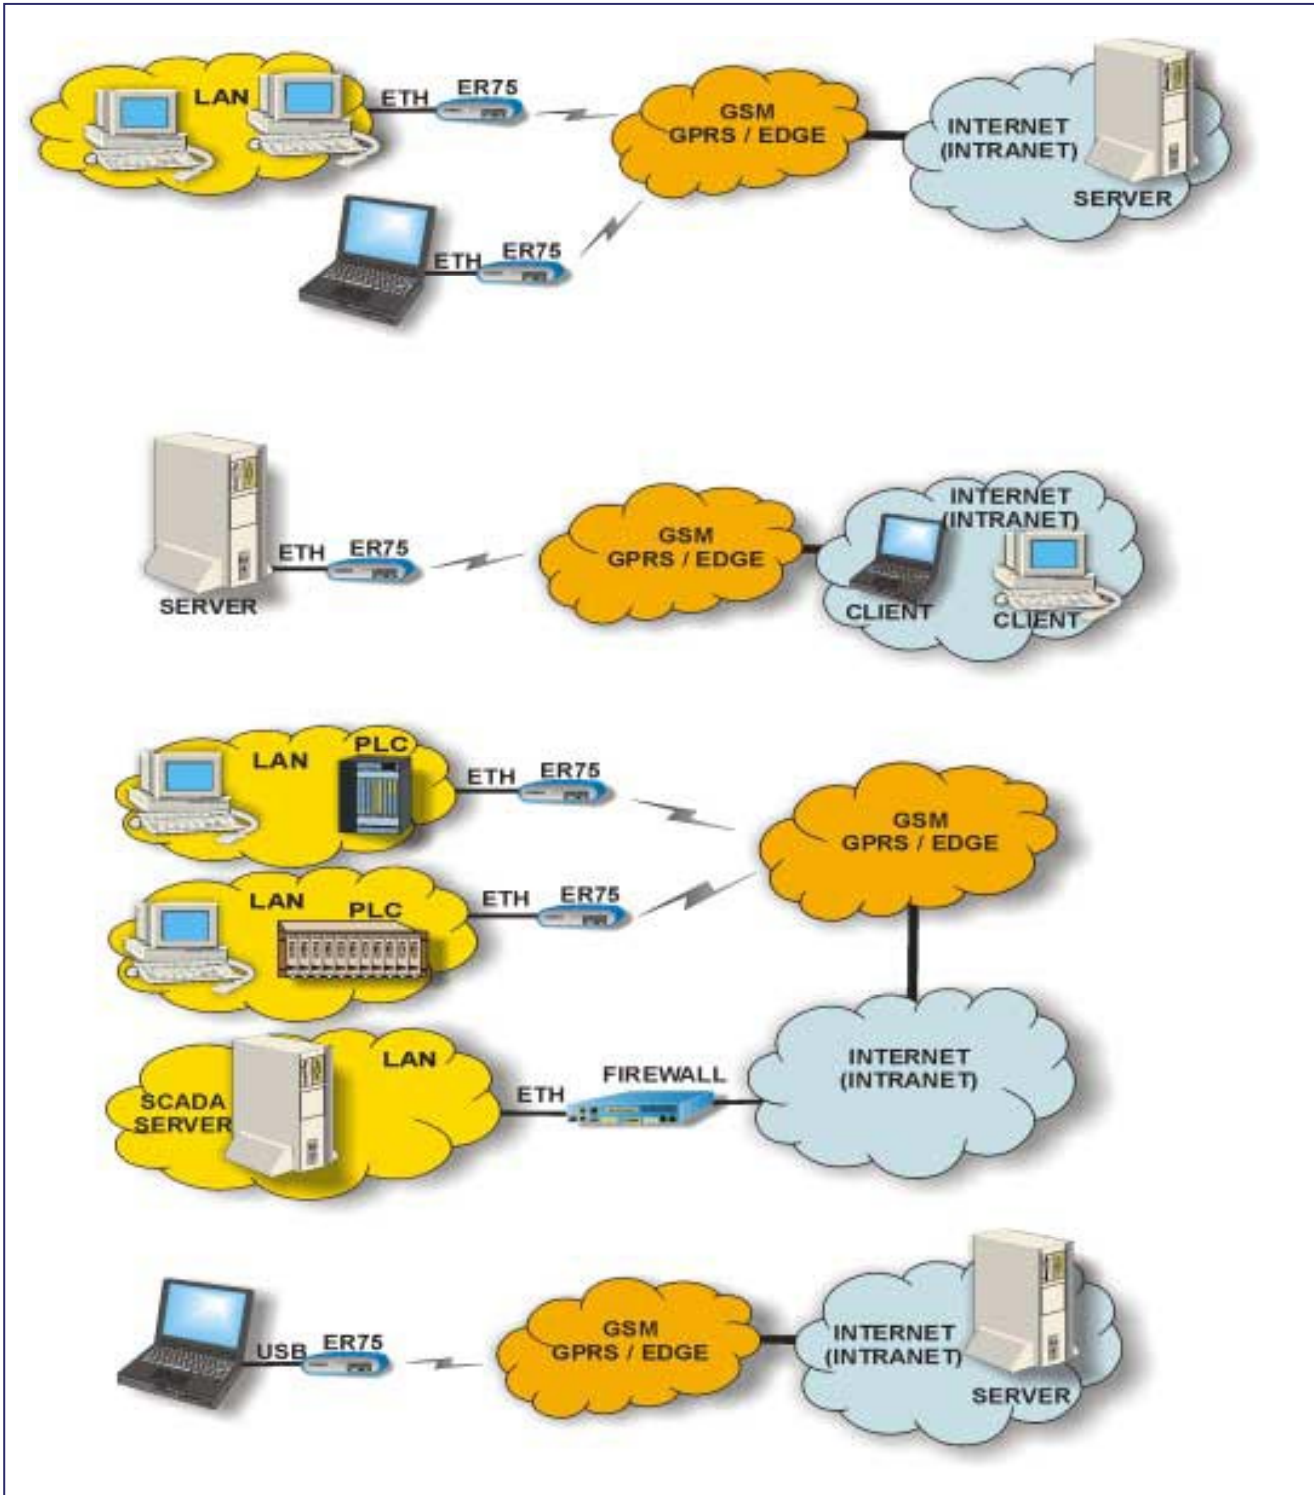 LAN
ETH
ER75
GSM
GPRS / EDGE
INTERNET
(INTRANET)
SERVER
ETH
ER75
SERVER
ETH
ER75
GSM
GPRS / EDGE
INTERNET
(INTRANET)
CLIENT
CLIENT
LAN
PLC
ETH
ER75
GSM
GPRS / EDGE
LAN
PLC
ETH
ER75
SCADA
SERVER
LAN
ETH
FIREWALL
INTERNET
(INTRANET)
USB
ER75
GSM
GPRS / EDGE
INTERNET
(INTRANET)
SERVER